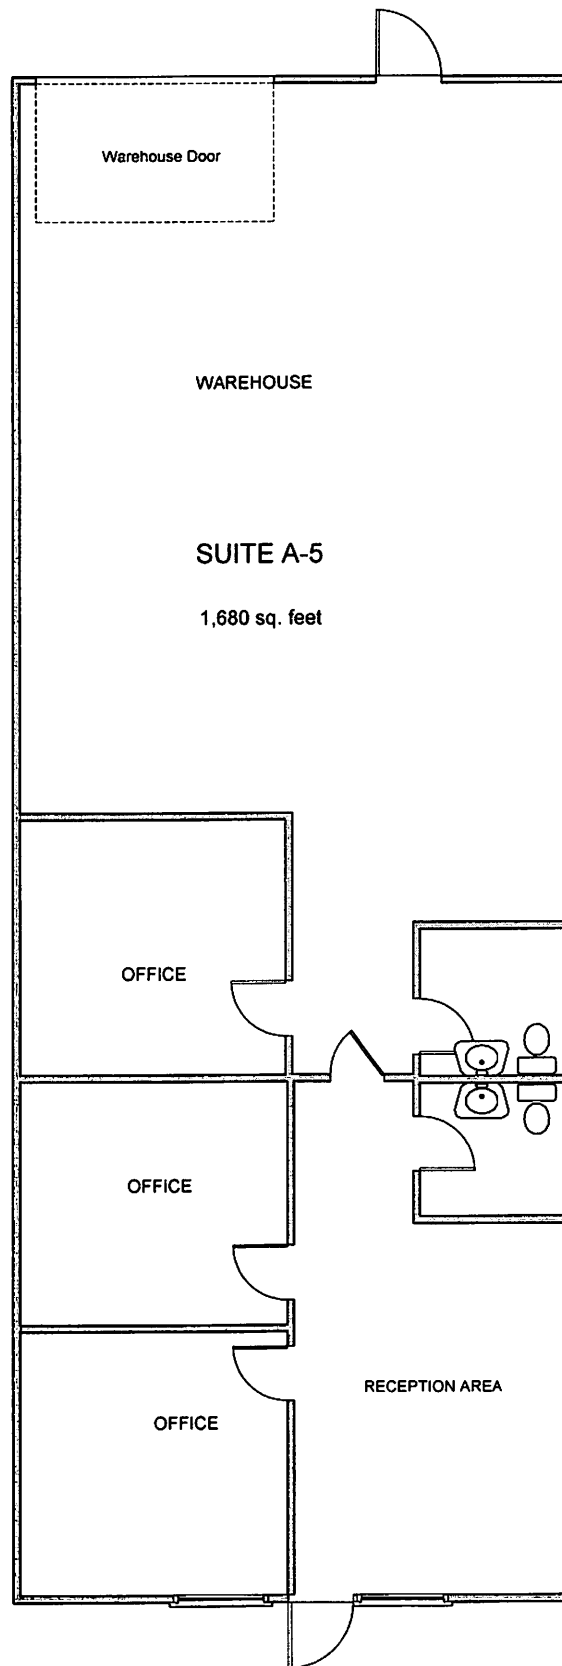 Warehouse Door
WAREHOUSE
SUITE A-5
1,680 sq. feet
OFFICE
OFFICE
RECEPTION AREA
OFFICE